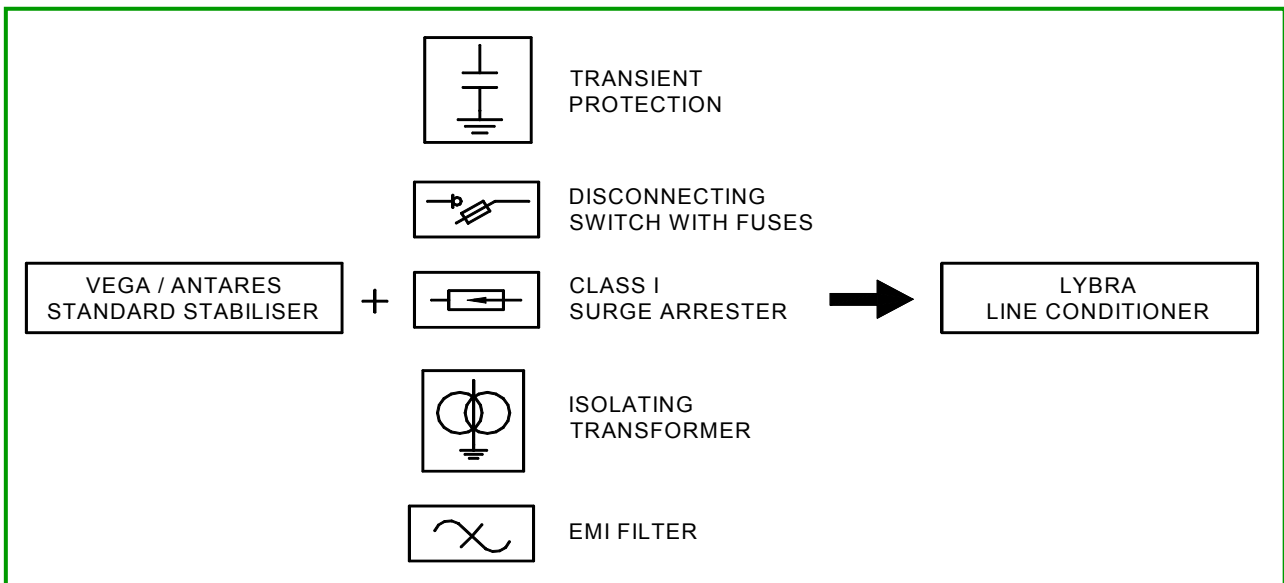 TRANSIENT
PROTECTION
DISCONNECTING
SWITCH WITH FUSES
VEGA / ANTARES
STANDARD STABILISER
+
CLASS I
SURGE ARRESTER
LYBRA
LINE CONDITIONER
ISOLATING
TRANSFORMER
EMI FILTER